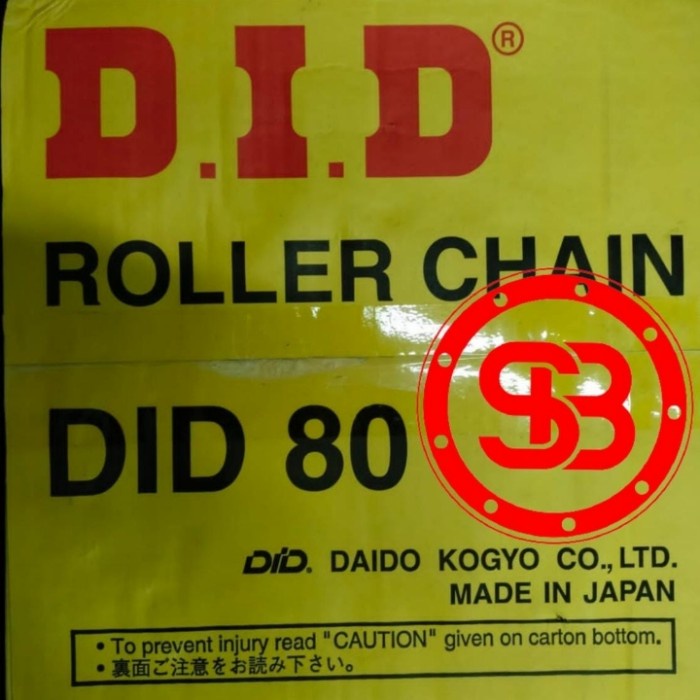 D.I.D®
ROLLER CHAIN
DID 80
SB
DID® DAIDO KOGYO CO., LTD.
MADE IN JAPAN
• To prevent injury read "CAUTION" given on carton bottom.
• 裏面ご注意をお読み下さい。